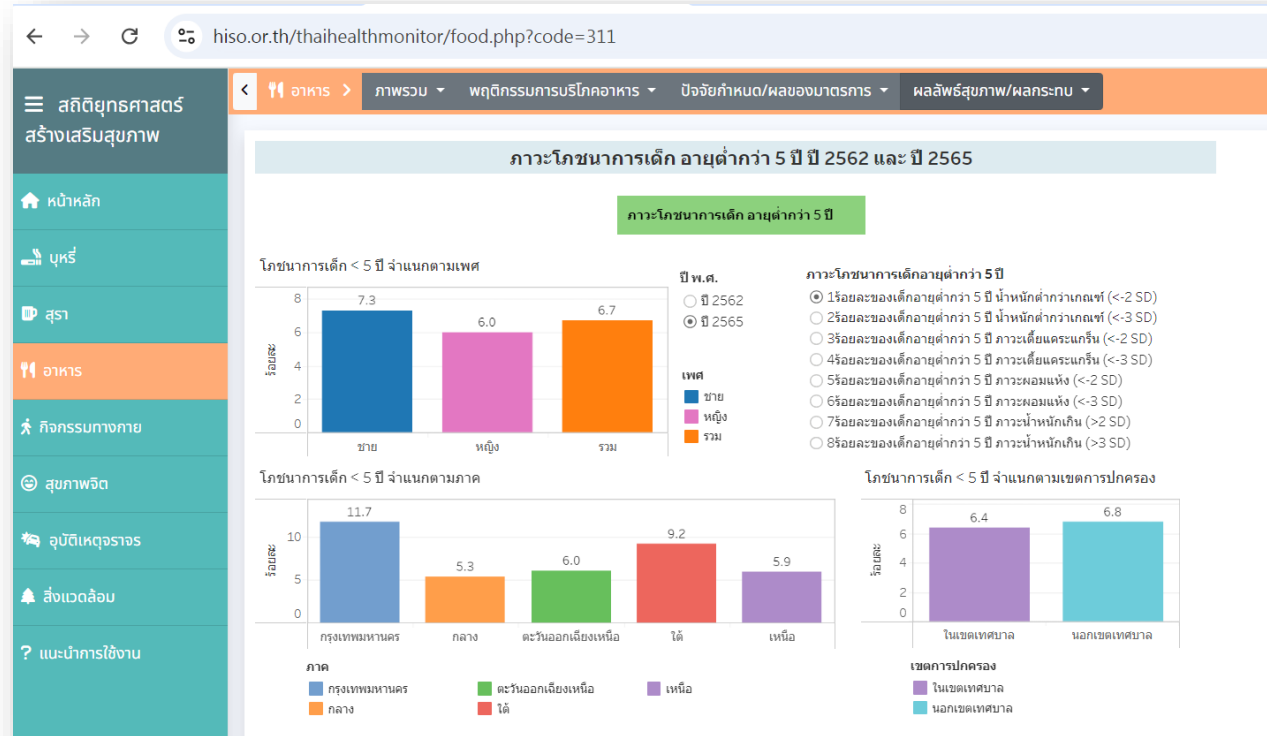 hiso.or.th/thaihealthmonitor/food.php?code=311
สถิติยุทธศาสตร์
สร้างเสริมสุขภาพ
หน้าหลัก
บุหรี่
สุรา
อาหาร
กิจกรรมทางกาย
สุขภาพจิต
อุบัติเหตุจราจร
สิ่งแวดล้อม
? แนะนำการใช้งาน
อาหาร
ภาพรวม
พฤติกรรมการบริโภคอาหาร
ปัจจัยกำหนด/ผลของมาตรการ
ผลลัพธ์สุขภาพ/ผลกระทบ
ภาวะโภชนาการเด็ก อายุต่ำกว่า 5 ปี ปี 2562 และ ปี 2565
ภาวะโภชนาการเด็ก อายุต่ำกว่า 5 ปี
โภชนาการเด็ก < 5 ปี จำแนกตามเพศ
ร้อยละ
8
6
4
2
0
7.3
6.0
6.7
ชาย
หญิง
รวม
ปี พ.ศ.
ปี 2562
ปี 2565
เพศ
ชาย
หญิง
รวม
ภาวะโภชนาการเด็กอายุต่ำกว่า 5 ปี
1ร้อยละของเด็กอายุต่ำกว่า 5 ปี น้ำหนักต่ำกว่าเกณฑ์ (<-2 SD)
2ร้อยละของเด็กอายุต่ำกว่า 5 ปี น้ำหนักต่ำกว่าเกณฑ์ (<-3 SD)
3ร้อยละของเด็กอายุต่ำกว่า 5 ปี ภาวะเตี้ยแคระแกร็น (<-2 SD)
4ร้อยละของเด็กอายุต่ำกว่า 5 ปี ภาวะเตี้ยแคระแกร็น (<-3 SD)
5ร้อยละของเด็กอายุต่ำกว่า 5 ปี ภาวะผอมแห้ง (<-2 SD)
6ร้อยละของเด็กอายุต่ำกว่า 5 ปี ภาวะผอมแห้ง (<-3 SD)
7ร้อยละของเด็กอายุต่ำกว่า 5 ปี ภาวะน้ำหนักเกิน (>2 SD)
8ร้อยละของเด็กอายุต่ำกว่า 5 ปี ภาวะน้ำหนักเกิน (>3 SD)
โภชนาการเด็ก < 5 ปี จำแนกตามภาค
ร้อยละ
10
5
0
11.7
5.3
6.0
9.2
5.9
กรุงเทพมหานคร
กลาง
ตะวันออกเฉียงเหนือ
ใต้
เหนือ
ภาค
กรุงเทพมหานคร
ตะวันออกเฉียงเหนือ
เหนือ
กลาง
ใต้
โภชนาการเด็ก < 5 ปี จำแนกตามเขตการปกครอง
ร้อยละ
8
6
4
2
0
6.4
6.8
ในเขตเทศบาล
นอกเขตเทศบาล
เขตการปกครอง
ในเขตเทศบาล
นอกเขตเทศบาล